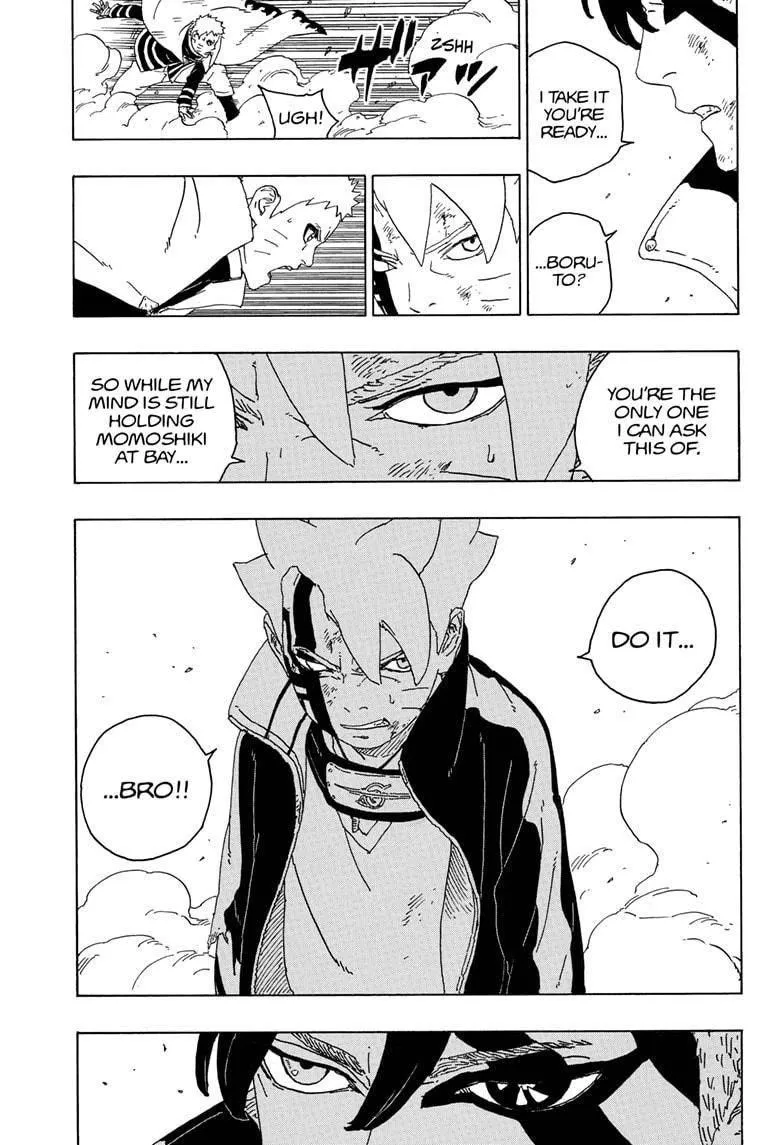 I TAKE IT
YOU'RE
READY...
...BORU-
TO?
ZSHH
UGH!
YOU'RE THE
ONLY ONE
I CAN ASK
THIS OF.
SO WHILE MY
MIND IS STILL
HOLDING
MOMOSHIKI
AT BAY...
DO IT...
...BRO!!